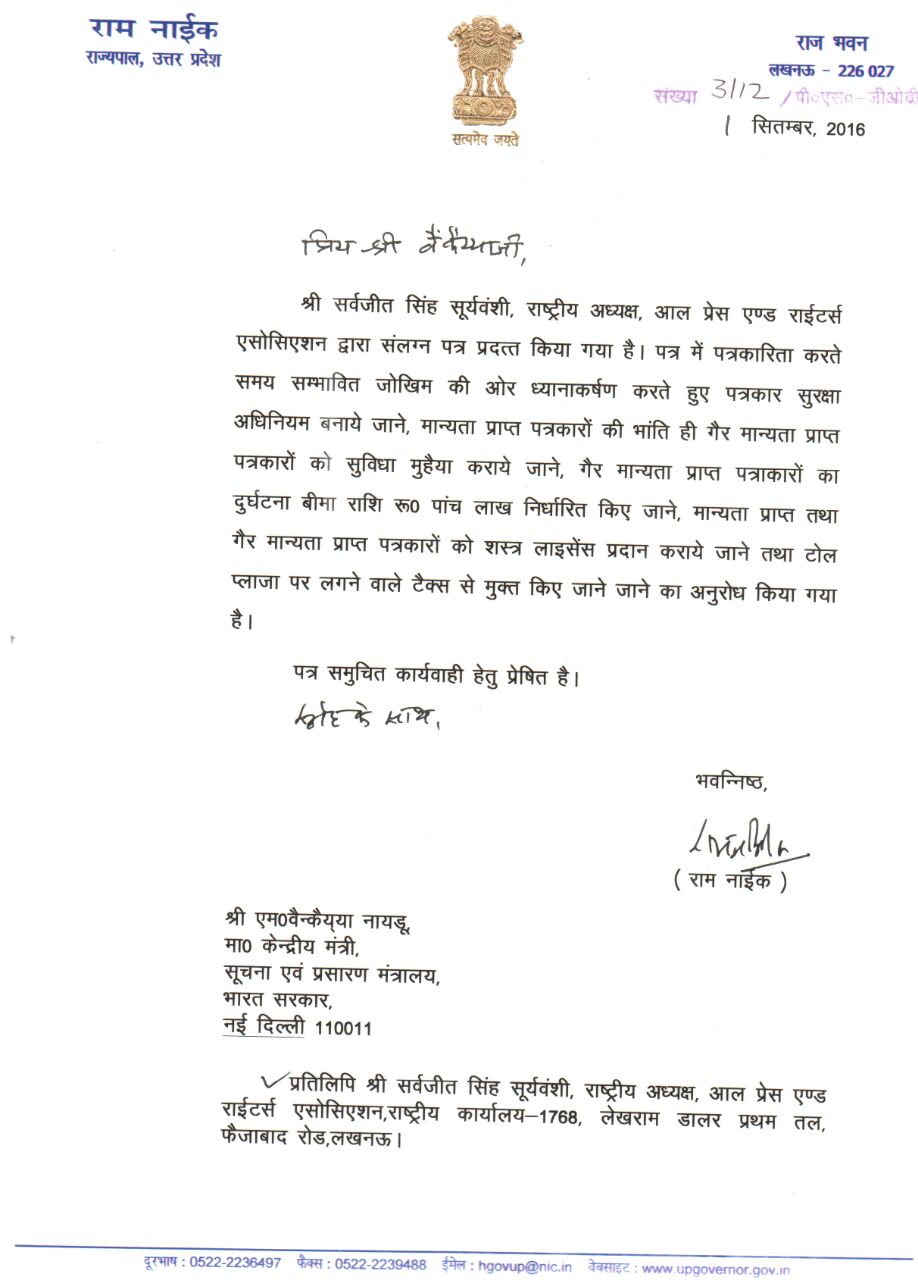 राम नाईक
राज्यपाल, उत्तर प्रदेश
सत्यमेव जयते
राज भवन
लखनऊ - 226 027
संख्या 3112 /पी०एस०-जीओढी
1 सितम्बर, 2016
प्रिय श्री वैंकैय्याजी,
श्री सर्वजीत सिंह सूर्यवंशी, राष्ट्रीय अध्यक्ष, आल प्रेस एण्ड राईटर्स
एसोसिएशन द्वारा संलग्न पत्र प्रदत्त किया गया है। पत्र में पत्रकारिता करते
समय सम्भावित जोखिम की ओर ध्यानाकर्षण करते हुए पत्रकार सुरक्षा
अधिनियम बनाये जाने, मान्यता प्राप्त पत्रकारों की भांति ही गैर मान्यता प्राप्त
पत्रकारों को सुविधा मुहैया कराये जाने, गैर मान्यता प्राप्त पत्राकारों का
दुर्घटना बीमा राशि रू0 पांच लाख निर्धारित किए जाने, मान्यता प्राप्त तथा
गैर मान्यता प्राप्त पत्रकारों को शस्त्र लाइसेंस प्रदान कराये जाने तथा टोल
प्लाजा पर लगने वाले टैक्स से मुक्त किए जाने जाने का अनुरोध किया गया
है।
पत्र समुचित कार्यवाही हेतु प्रेषित है।
के साथ,
भवन्निष्ठ,
( राम नाईक )
श्री एम0वैन्कैय्या नायडू,
मा0 केन्द्रीय मंत्री,
सूचना एवं प्रसारण मंत्रालय,
भारत सरकार,
नई दिल्ली 110011
✓प्रतिलिपि श्री सर्वजीत सिंह सूर्यवंशी, राष्ट्रीय अध्यक्ष, आल प्रेस एण्ड
राईटर्स एसोसिएशन,राष्ट्रीय कार्यालय–1768, लेखराम डालर प्रथम तल,
फैजाबाद रोड,लखनऊ।
दूरभाष : 0522-2236497 फैक्स : 0522-2239488 ईमेल : hgovup@nic.in वेबसाइट : www.upgovernor.gov.in